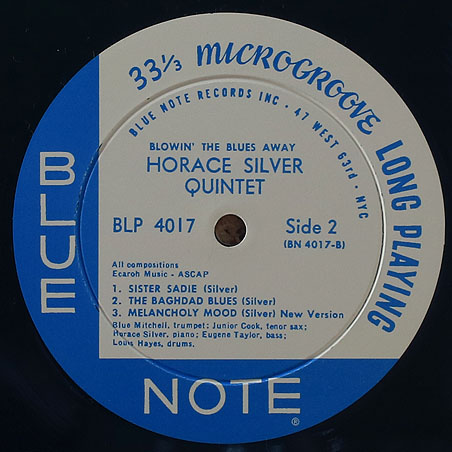 33⅓ MICROGROOVE LONG PLAYING
BLUE NOTE RECORDS INC · 47 WEST 63rd · NYC
BLOWIN' THE BLUES AWAY
HORACE SILVER
QUINTET
BLP 4017
Side 2
(BN 4017-B)
All compositions
Ecaroh Music - ASCAP
1. SISTER SADIE (Silver)
2. THE BAGHDAD BLUES (Silver)
3. MELANCHOLY MOOD (Silver) New Version
Blue Mitchell, trumpet; Junior Cook, tenor sax;
Horace Silver, piano; Eugene Taylor, bass;
Louis Hayes, drums.
BLUE
NOTE
®